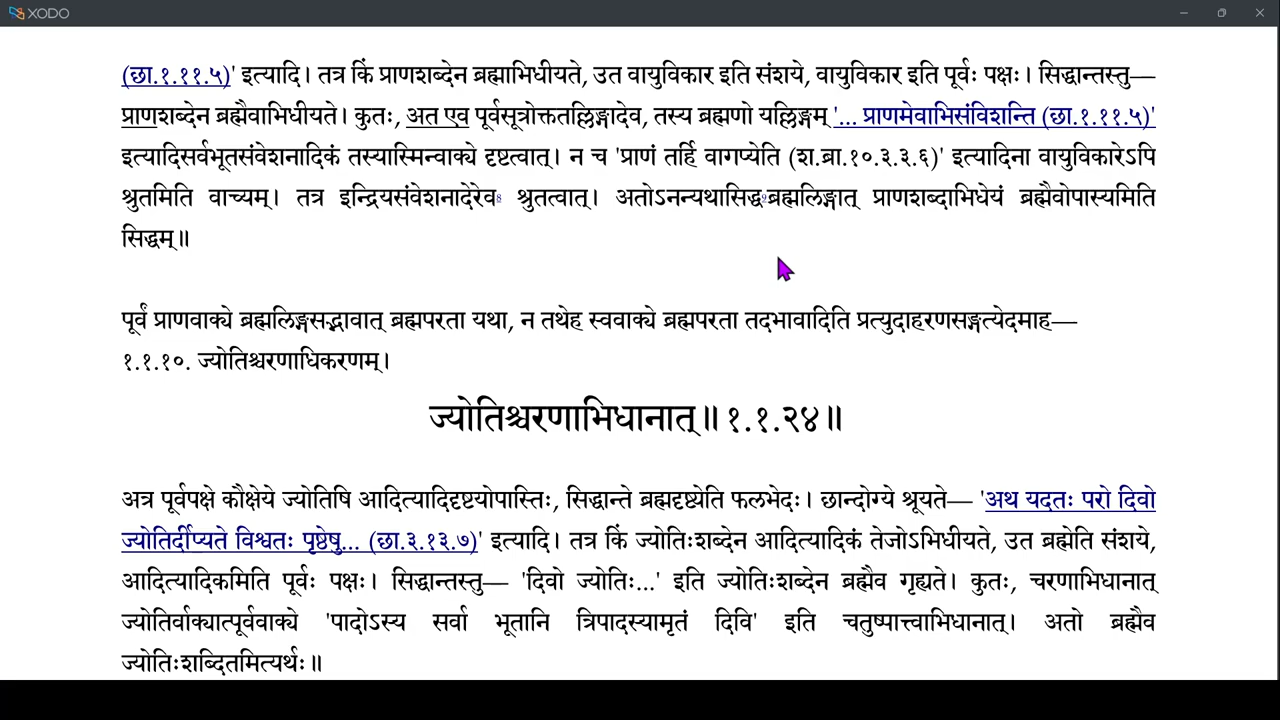 XODO
(छा.१.११.५)' इत्यादि। तत्र किं प्राणशब्देन ब्रह्माभिधीयते, उत वायुविकार इति संशये, वायुविकार इति पूर्वः पक्षः। सिद्धान्तस्तु—
प्राणशब्देन ब्रह्मैवाभिधीयते। कुतः, अत एव पूर्वसूत्रोक्ततल्लिङ्गादेव, तस्य ब्रह्मणो यल्लिङ्गम् '... प्राणमेवाभिसंविशान्ति (छा.१.११.५)'
इत्यादिसर्वभूतसंवेशनादिकं तस्यास्मिन्वाक्ये दृष्टत्वात्। न च 'प्राणं तर्हि वागप्येति (श.ब्रा.१०.३.३.६)' इत्यादिना वायुविकारेऽपि
श्रुतमिति वाच्यम्। तत्र इन्द्रियसंवेशनादेरेव८ श्रुतत्वात्। अतोऽनन्यथासिद्ध९ब्रह्मलिङ्गात् प्राणशब्दाभिधेयं ब्रह्मैवोपास्यमिति
सिद्धम्॥
पूर्वं प्राणवाक्ये ब्रह्मलिङ्गसद्भावात् ब्रह्मपरता यथा, न तथेह स्ववाक्ये ब्रह्मपरता तदभावादिति प्रत्युदाहरणसङ्गत्येदमाह—
१.१.१०. ज्योतिश्चरणाधिकरणम्।
ज्योतिश्चरणाभिधानात्॥ १.१.२४॥
अत्र पूर्वपक्षे कौक्षेये ज्योतिषि आदित्यादिदृष्टयोपास्तिः, सिद्धान्ते ब्रह्मदृष्ट्येति फलभेदः। छान्दोग्ये श्रूयते— 'अथ यदतः परो दिवो
ज्योतिर्दीप्यते विश्वतः पृष्ठेषु... (छा.३.१३.७)' इत्यादि। तत्र किं ज्योतिःशब्देन आदित्यादिकं तेजोऽभिधीयते, उत ब्रह्मेति संशये,
आदित्यादिकमिति पूर्वः पक्षः। सिद्धान्तस्तु— 'दिवो ज्योतिः...' इति ज्योतिःशब्देन ब्रह्मैव गृह्यते। कुतः, चरणाभिधानात्
ज्योतिर्वाक्यात्पूर्ववाक्ये 'पादोऽस्य सर्वा भूतानि त्रिपादस्यामृतं दिवि' इति चतुष्पात्त्वाभिधानात्। अतो ब्रह्मैव
ज्योतिःशब्दितमित्यर्थः॥